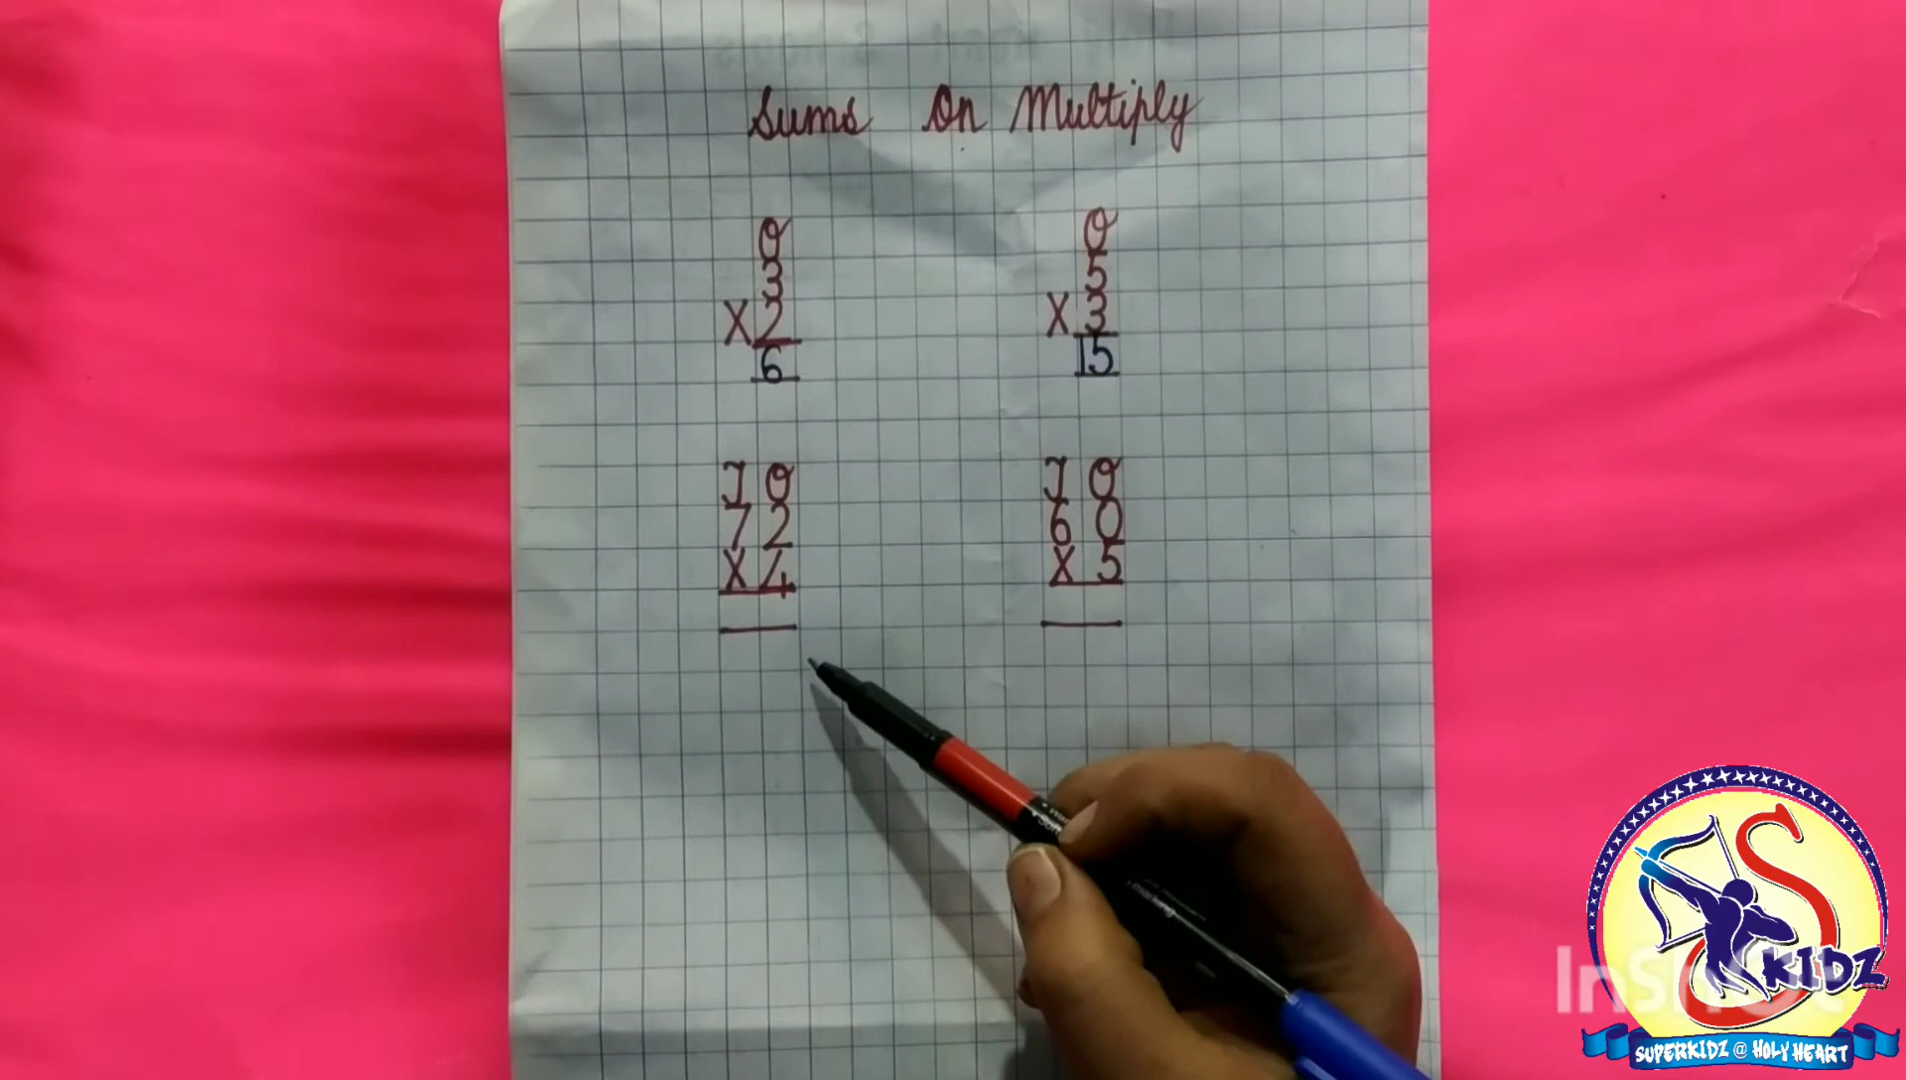 Sums On Multiply
O O
3 5
X 2 X 3
6 15
T O T O
7 2 6 0
X 4 X 5
InSh
S KIDZ
SUPERKIDZ @ HOLY HEART